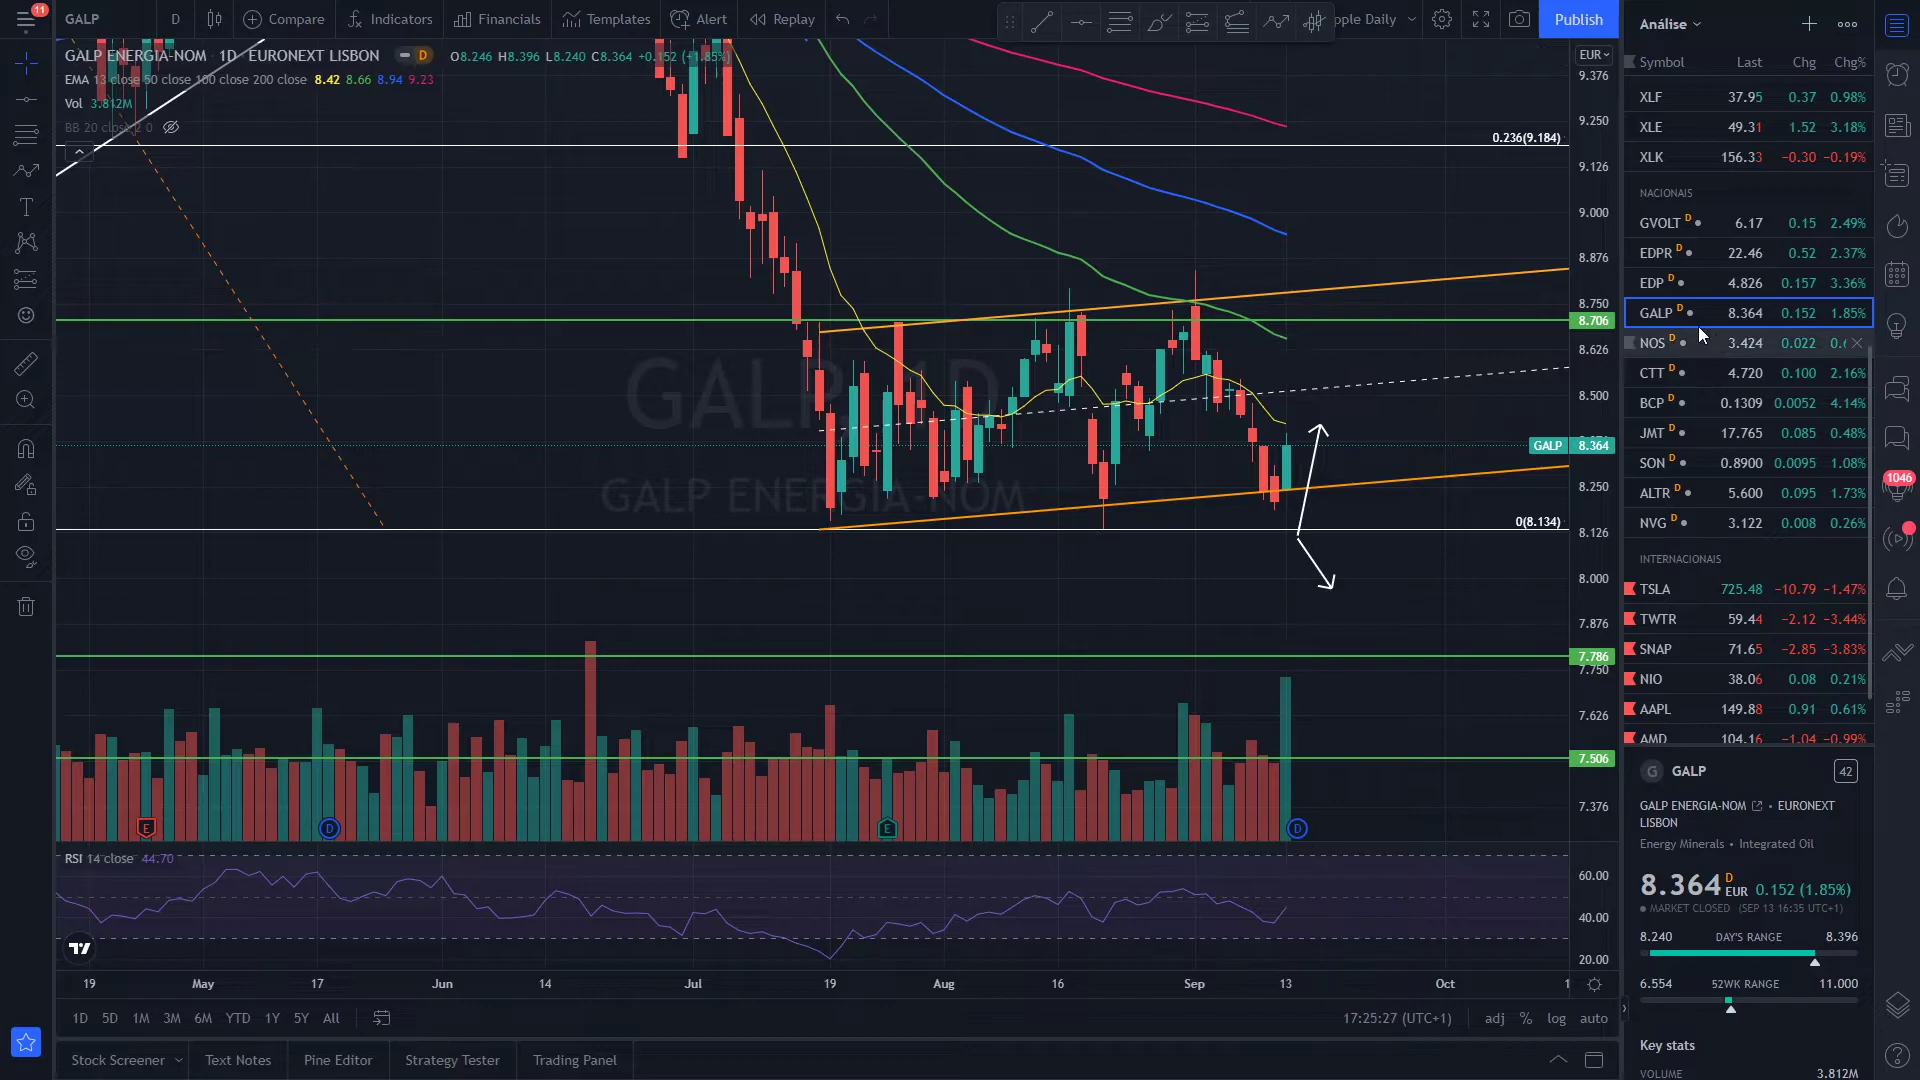 11
GALP
D
Compare
Indicators
Financials
Templates
Alert
Replay
pple Daily
Publish
GALP ENERGIA-NOM · 1D · EURONEXT LISBON
D
O8.246 H8.396 L8.240 C8.364 +0.152 (+1.85%)
EMA 13 close 50 close 100 close 200 close 8.42 8.66 8.94 9.23
Vol 3.812M
BB 20 close 2 0
0.236(9.184)
GALP, 1D
GALP ENERGIA-NOM
0(8.134)
EUR
9.376
9.250
9.126
9.000
8.876
8.750
8.706
8.626
8.500
GALP 8.364
8.250
8.126
8.000
7.876
7.786
7.750
7.626
7.506
7.376
E
D
E
D
RSI 14 close 44.70
60.00
40.00
20.00
19 May 17 Jun 14 Jul 19 Aug 16 Sep 13 Oct 1
1D 5D 1M 3M 6M YTD 1Y 5Y All
17:25:27 (UTC+1) adj % log auto
Stock Screener Text Notes Pine Editor Strategy Tester Trading Panel
Análise
Symbol Last Chg Chg%
XLF 37.95 0.37 0.98%
XLE 49.31 1.52 3.18%
XLK 156.33 −0.30 −0.19%
NACIONAIS
GVOLT D 6.17 0.15 2.49%
EDPR D 22.46 0.52 2.37%
EDP D 4.826 0.157 3.36%
GALP D 8.364 0.152 1.85%
NOS D 3.424 0.022 0.6
CTT D 4.720 0.100 2.16%
BCP D 0.1309 0.0052 4.14%
JMT D 17.765 0.085 0.48%
SON D 0.8900 0.0095 1.08%
ALTR D 5.600 0.095 1.73%
NVG D 3.122 0.008 0.26%
INTERNACIONAIS
TSLA 725.48 −10.79 −1.47%
TWTR 59.44 −2.12 −3.44%
SNAP 71.65 −2.85 −3.83%
NIO 38.06 0.08 0.21%
AAPL 149.88 0.91 0.61%
AMD 104.16 −1.04 −0.99%
G GALP 42
GALP ENERGIA-NOM • EURONEXT
LISBON
Energy Minerals • Integrated Oil
8.364 D EUR 0.152 (1.85%)
MARKET CLOSED (SEP 13 16:35 UTC+1)
8.240 DAY'S RANGE 8.396
6.554 52WK RANGE 11.000
Key stats
VOLUME 3.812M
1046